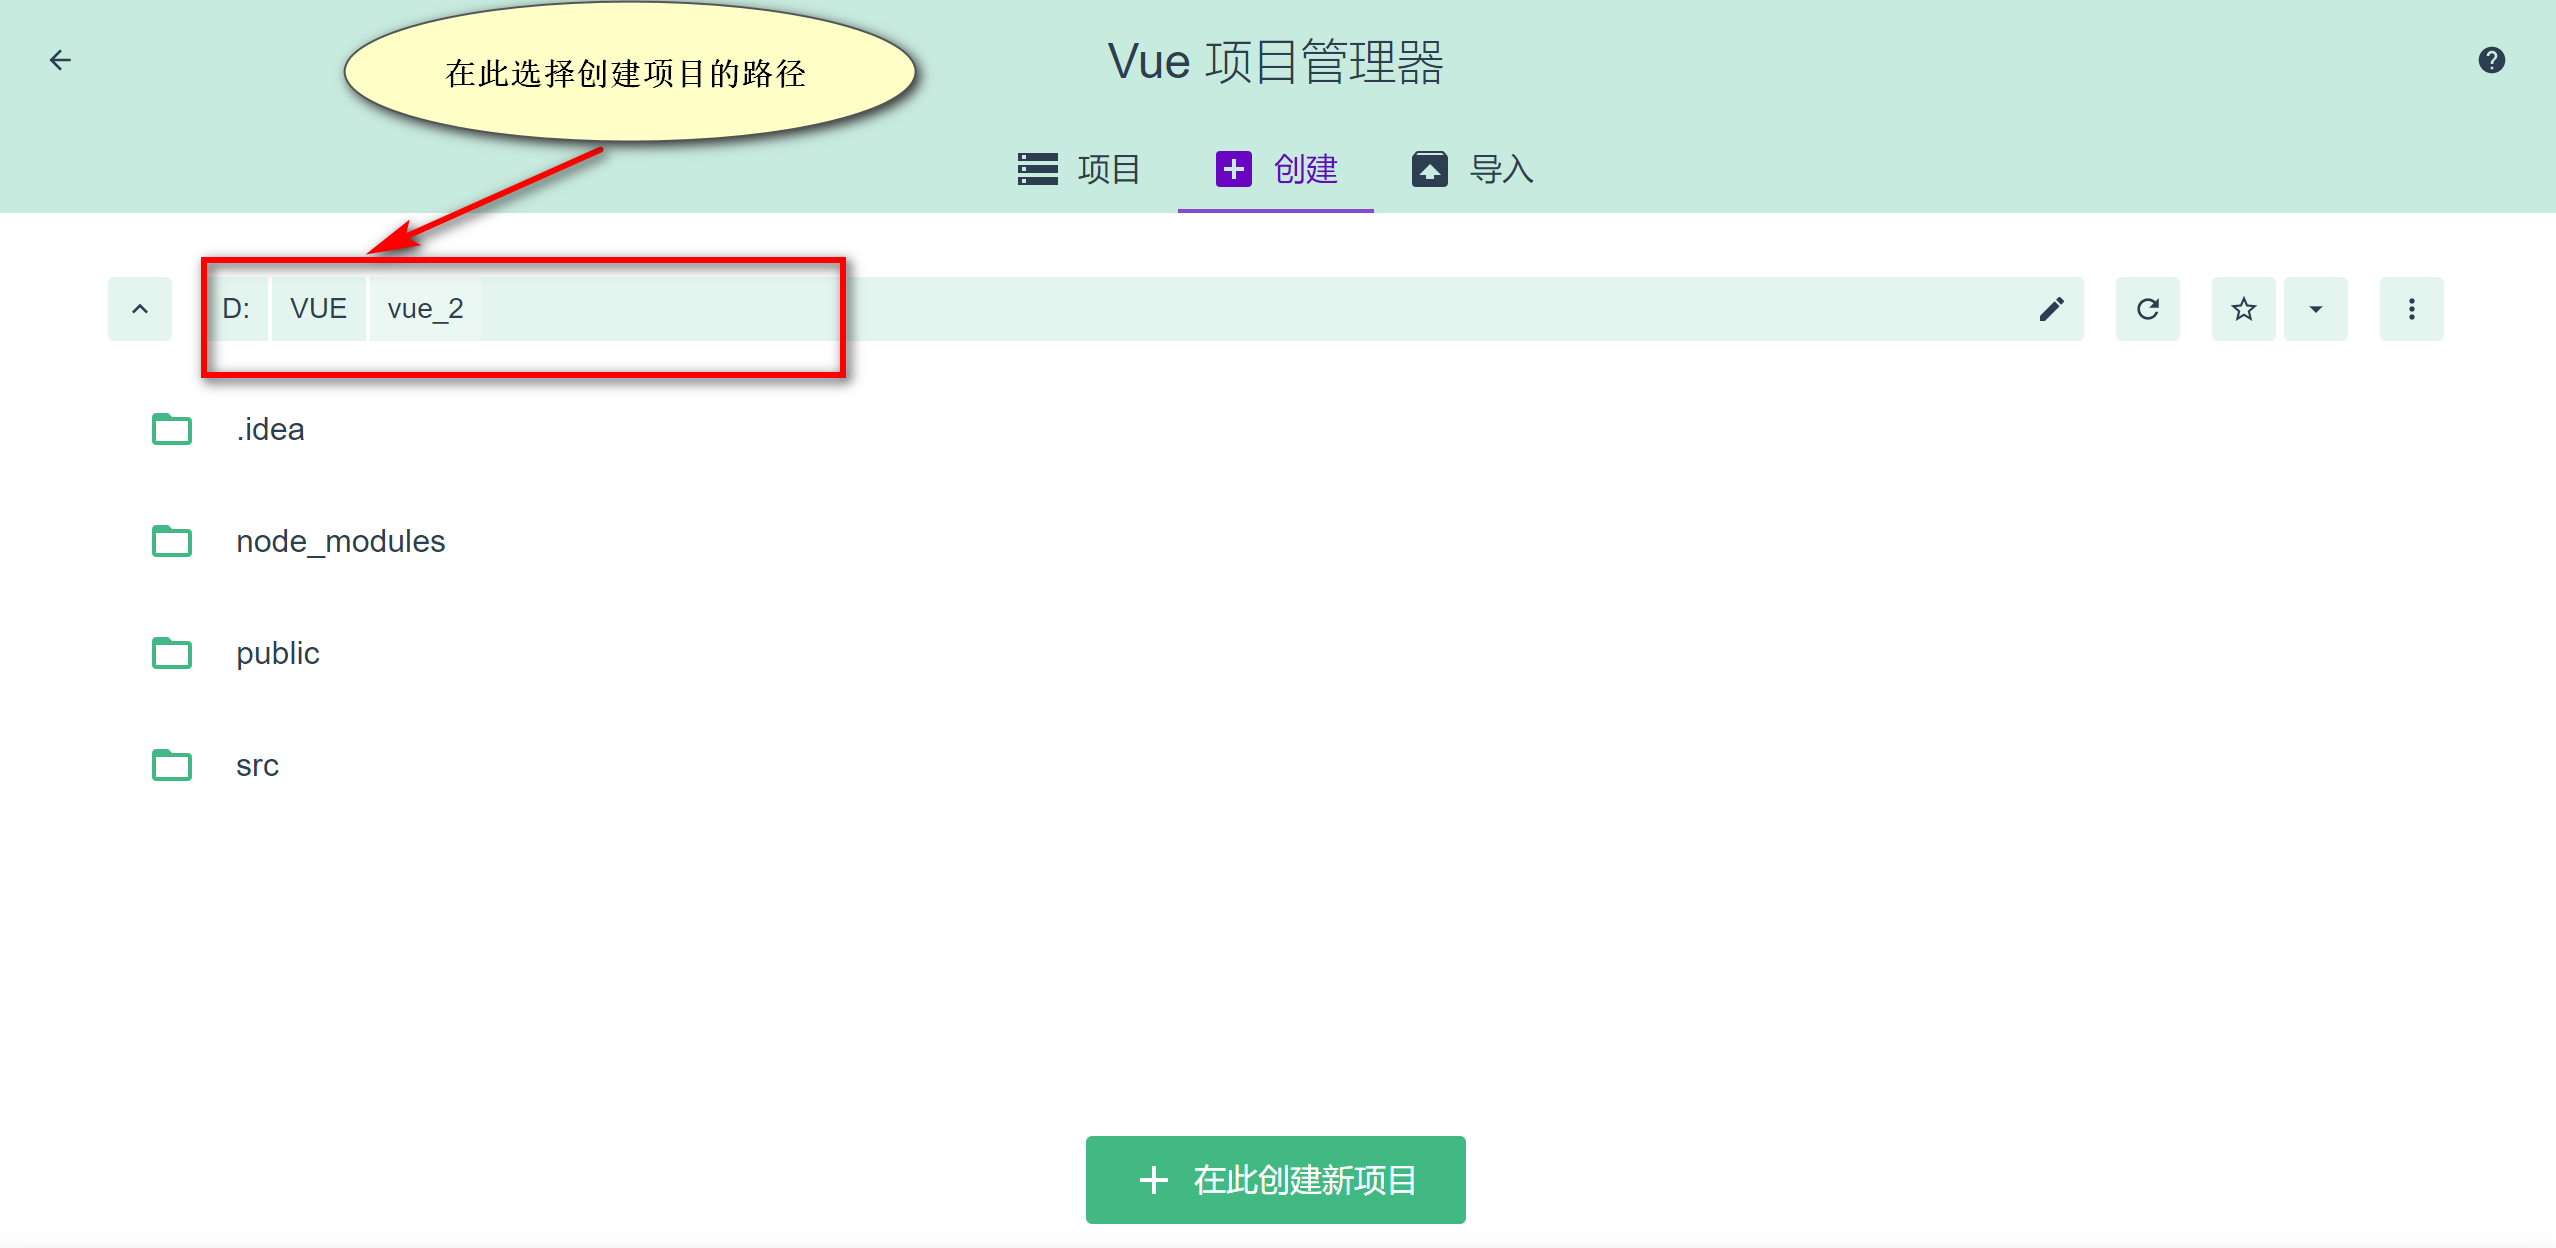 在此选择创建项目的路径
Vue 项目管理器
项目 创建 导入
D: VUE vue_2
.idea
node_modules
public
src
在此创建新项目